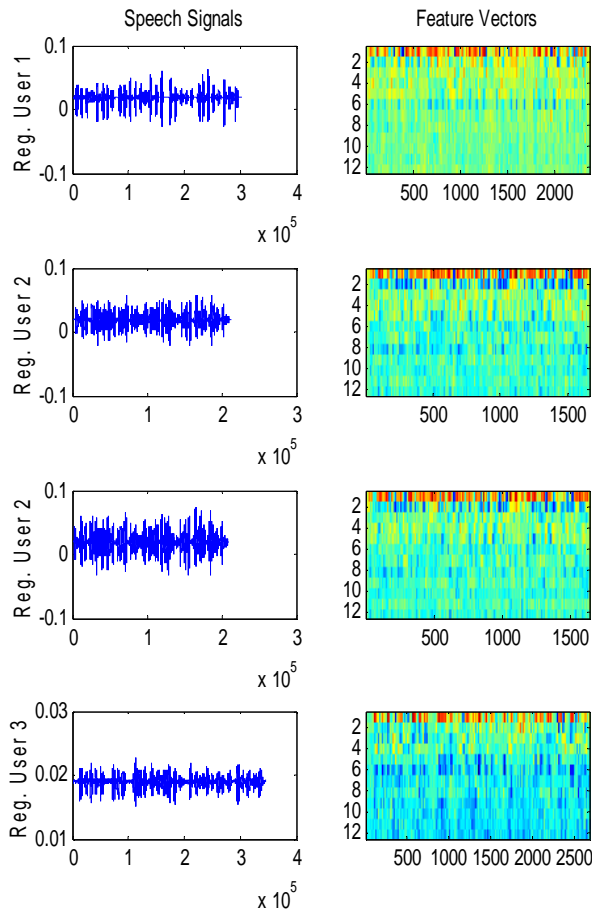 Speech Signals
Feature Vectors
Reg. User 1
0.1
0
-0.1
0 1 2 3 4
x 10^5
2
4
6
8
10
12
500 1000 1500 2000
Reg. User 2
0.1
0
-0.1
0 1 2 3
x 10^5
2
4
6
8
10
12
500 1000 1500
Reg. User 2
0.1
0
-0.1
0 1 2 3
x 10^5
2
4
6
8
10
12
500 1000 1500
Reg. User 3
0.03
0.02
0.01
0 1 2 3 4
x 10^5
2
4
6
8
10
12
500 1000 1500 2000 2500